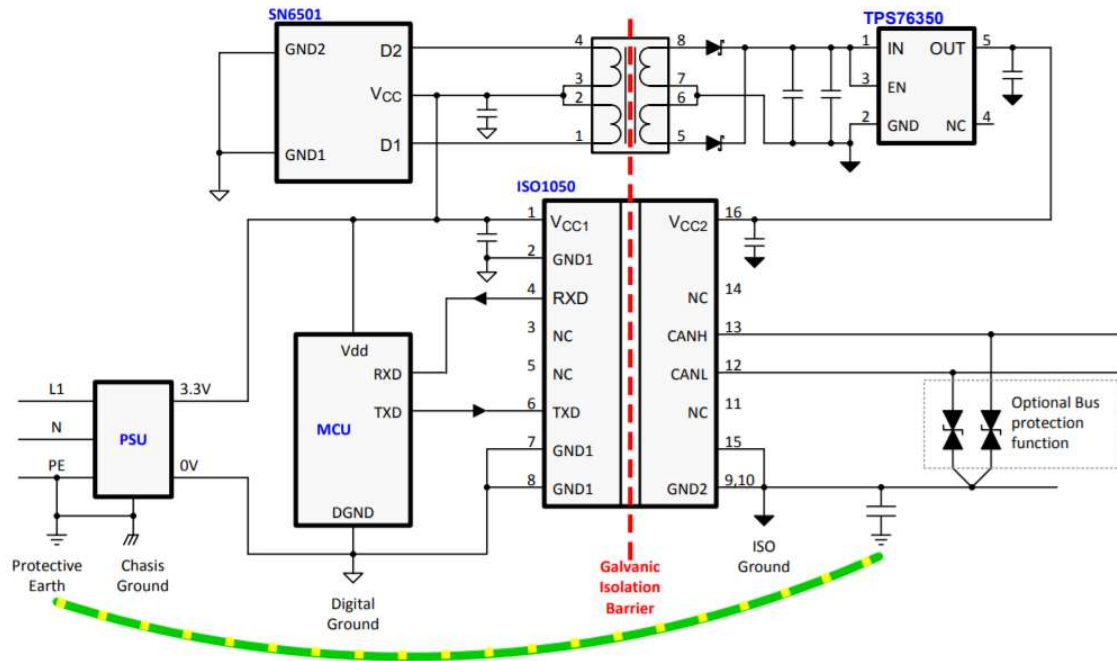 SN6501
GND2
D2
VCC
GND1
D1
4
3
2
1
8
7
6
5
TPS76350
1
IN
OUT
5
3
EN
2
GND
NC
4
ISO1050
1
VCC1
2
GND1
4
RXD
3
NC
5
NC
6
TXD
7
GND1
8
GND1
VCC2
16
NC
14
CANH
13
CANL
12
NC
11
15
GND2
9,10
Vdd
RXD
TXD
MCU
DGND
L1
N
PE
PSU
3.3V
0V
Optional Bus
protection
function
Protective
Earth
Chasis
Ground
Digital
Ground
Galvanic
Isolation
Barrier
ISO
Ground